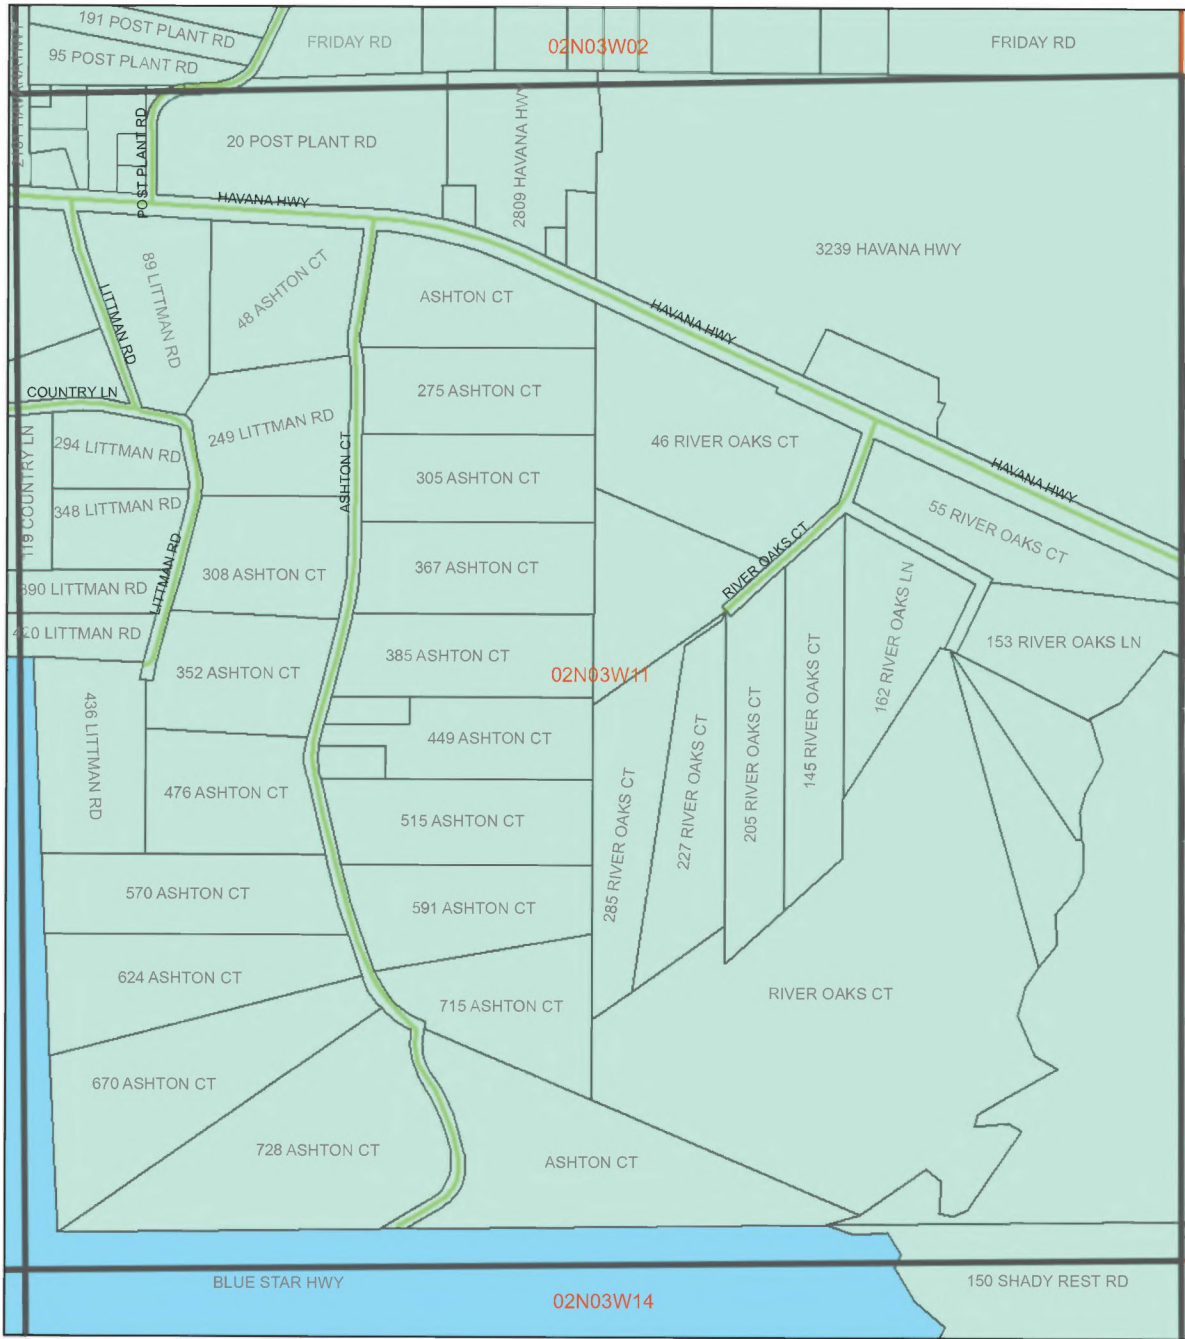 191 POST PLANT RD
FRIDAY RD
02N03W02
FRIDAY RD
95 POST PLANT RD
POST PLANT RD
20 POST PLANT RD
2809 HAVANA HWY
HAVANA HWY
3239 HAVANA HWY
89 LITTMAN RD
48 ASHTON CT
ASHTON CT
LITTMAN RD
HAVANA HWY
COUNTRY LN
275 ASHTON CT
249 LITTMAN RD
46 RIVER OAKS CT
294 LITTMAN RD
119 COUNTRY LN
ASHTON CT
305 ASHTON CT
HAVANA HWY
348 LITTMAN RD
55 RIVER OAKS CT
LITTMAN RD
308 ASHTON CT
367 ASHTON CT
RIVER OAKS CT
390 LITTMAN RD
162 RIVER OAKS LN
420 LITTMAN RD
385 ASHTON CT
153 RIVER OAKS LN
352 ASHTON CT
02N03W11
436 LITTMAN RD
449 ASHTON CT
145 RIVER OAKS CT
205 RIVER OAKS CT
227 RIVER OAKS CT
476 ASHTON CT
515 ASHTON CT
285 RIVER OAKS CT
570 ASHTON CT
591 ASHTON CT
624 ASHTON CT
715 ASHTON CT
RIVER OAKS CT
670 ASHTON CT
728 ASHTON CT
ASHTON CT
BLUE STAR HWY
02N03W14
150 SHADY REST RD